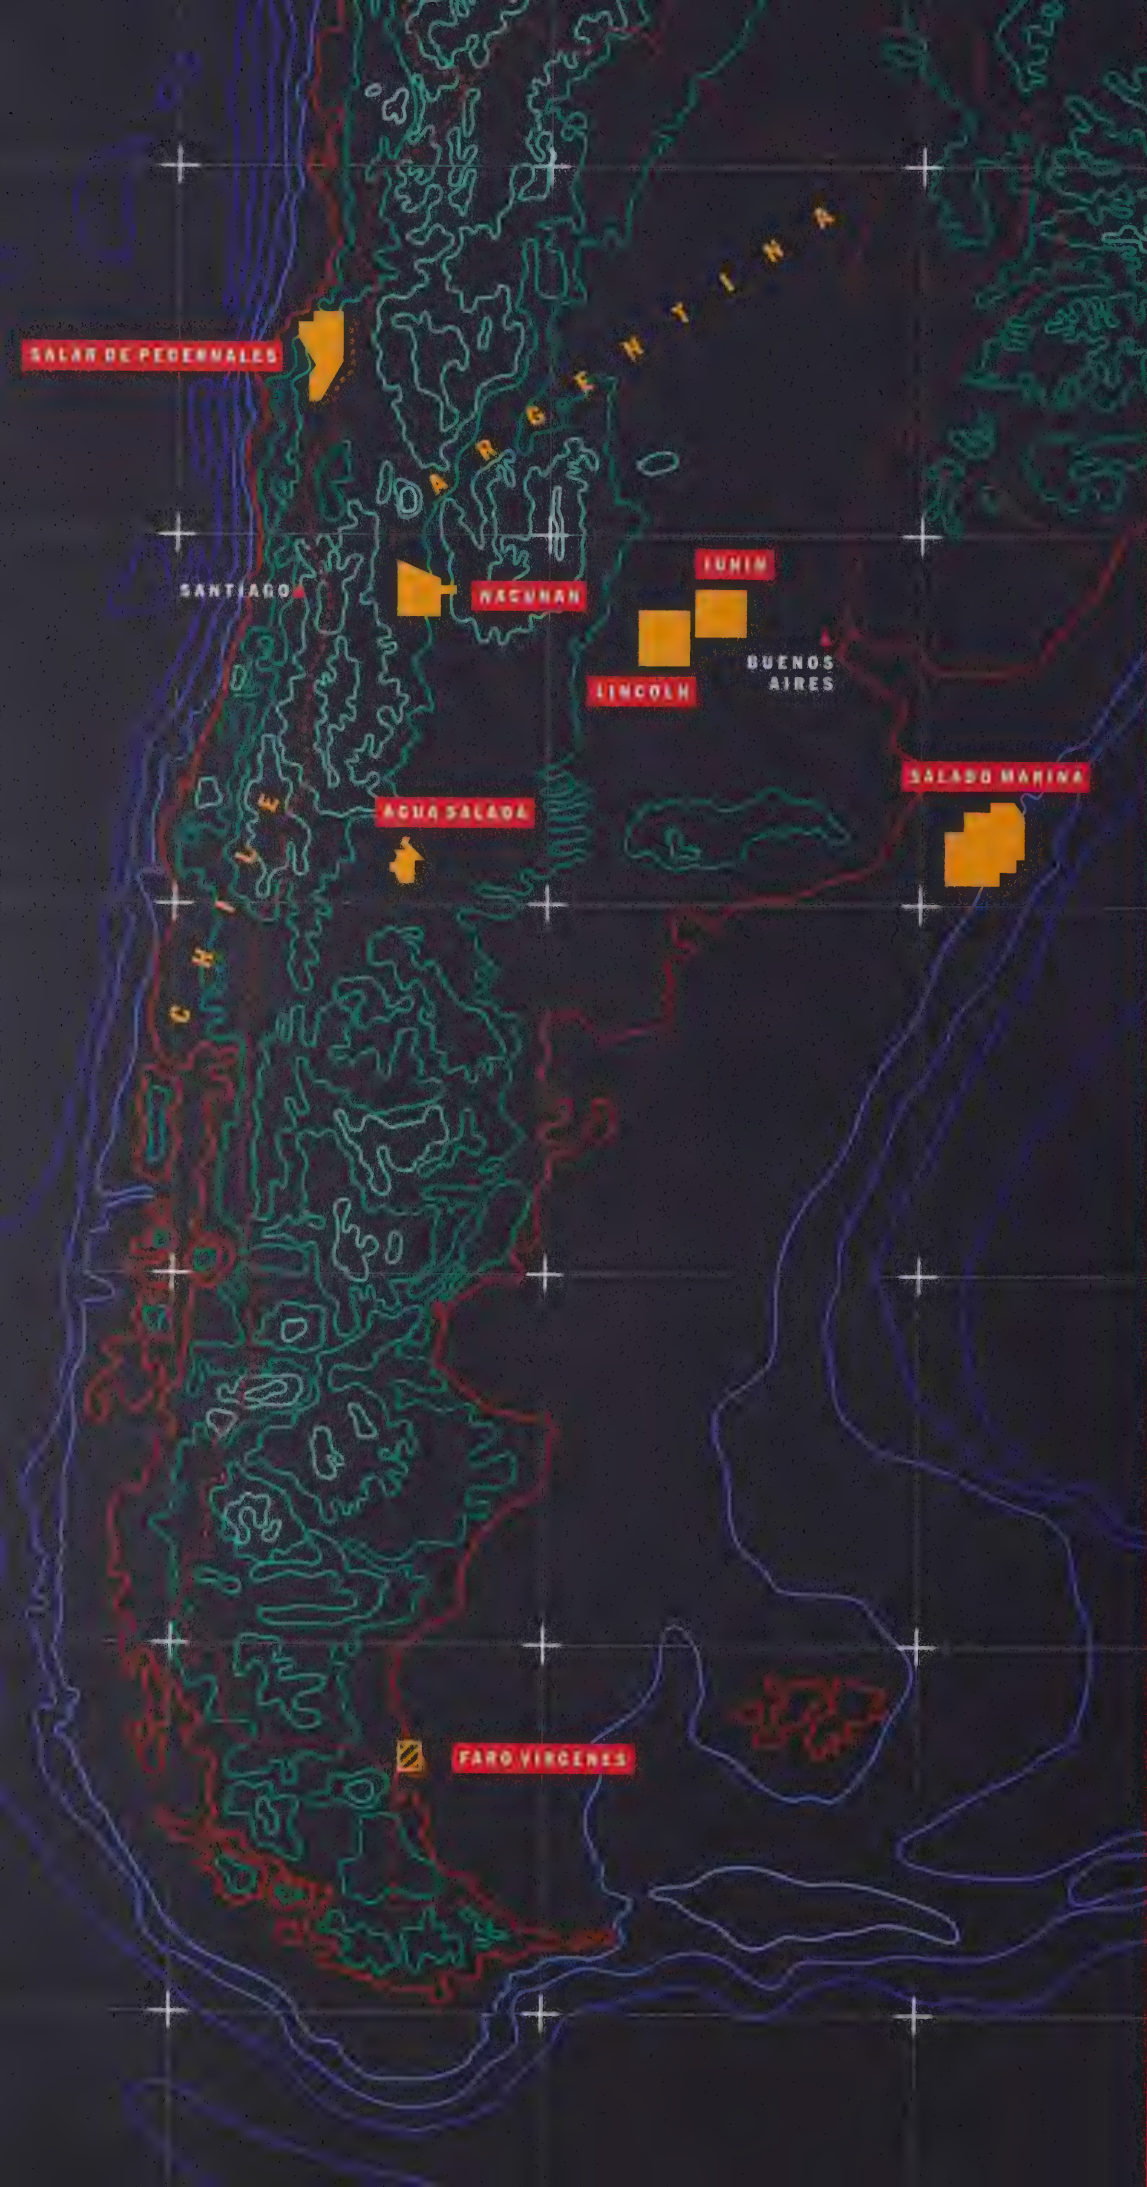 ARGENTINA
SALAR DE PEDERNALES
SANTIAGO
NACUNAN
JUNIN
LINCOLN
BUENOS
AIRES
SALADO MARINA
AGUA SALADA
CHILE
FARO VIRGENES